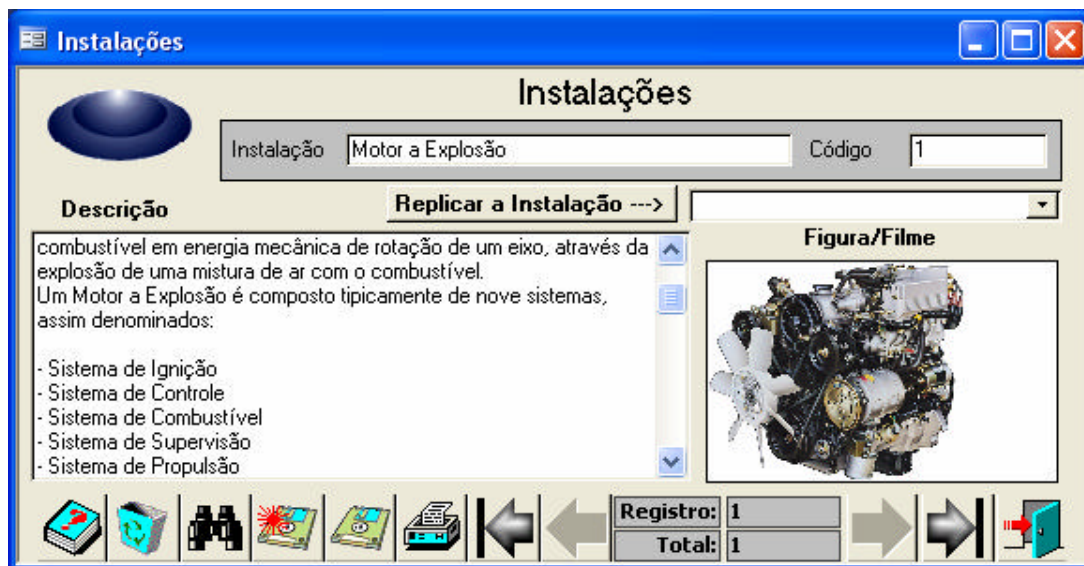 Instalações
Instalações
Instalação Motor a Explosão Código 1
Replicar a Instalação --->
Descrição
Figura/Filme
combustível em energia mecânica de rotação de um eixo, através da
explosão de uma mistura de ar com o combustível.
Um Motor a Explosão é composto tipicamente de nove sistemas,
assim denominados:
- Sistema de Ignição
- Sistema de Controle
- Sistema de Combustível
- Sistema de Supervisão
- Sistema de Propulsão
Registro: 1
Total: 1